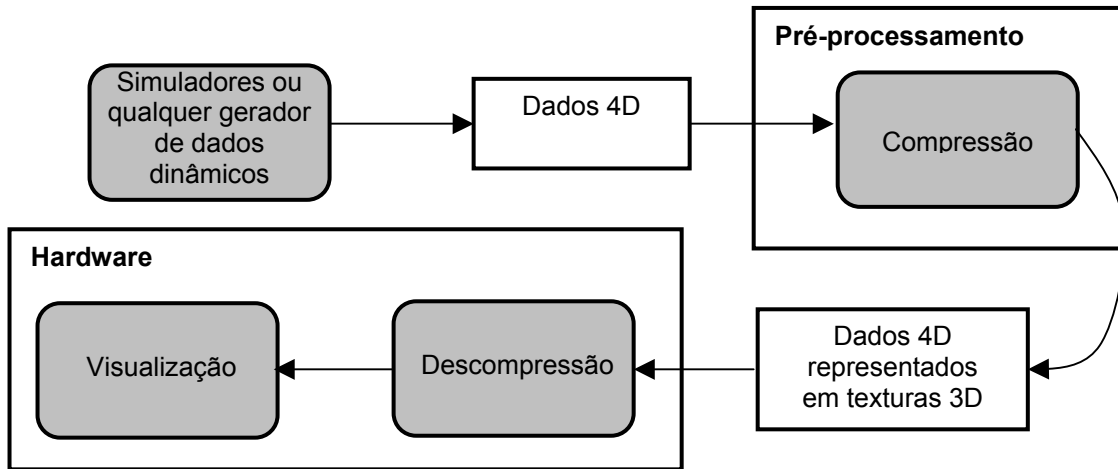 Pré-processamento
Simuladores ou
qualquer gerador
de dados
dinâmicos
Dados 4D
Compressão
Hardware
Visualização
Descompressão
Dados 4D
representados
em texturas 3D